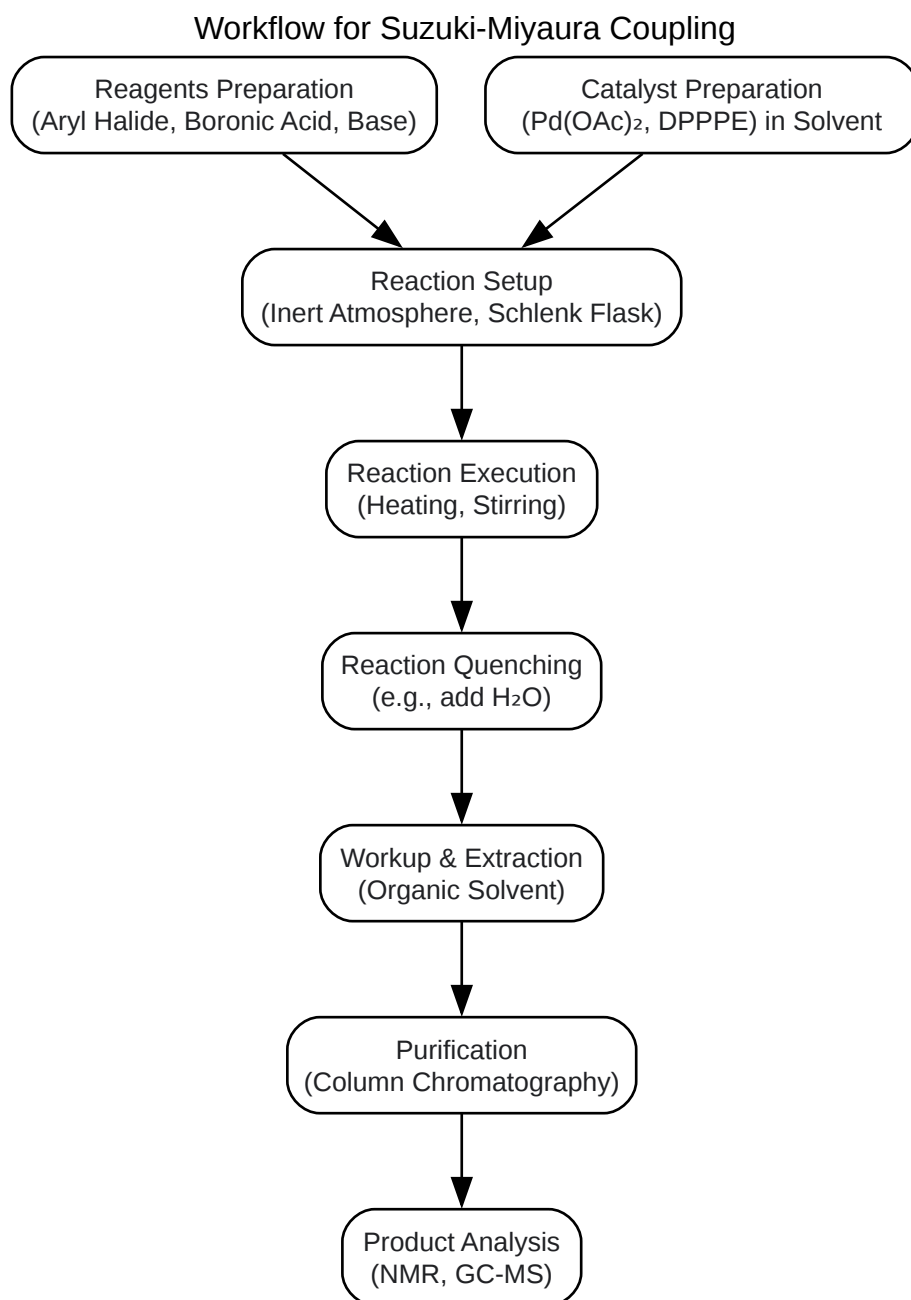 Workflow for Suzuki-Miyaura Coupling
Reagents Preparation
(Aryl Halide, Boronic Acid, Base)
Catalyst Preparation
(Pd(OAc)₂, DPPPE) in Solvent
Reaction Setup
(Inert Atmosphere, Schlenk Flask)
Reaction Execution
(Heating, Stirring)
Reaction Quenching
(e.g., add H₂O)
Workup & Extraction
(Organic Solvent)
Purification
(Column Chromatography)
Product Analysis
(NMR, GC-MS)